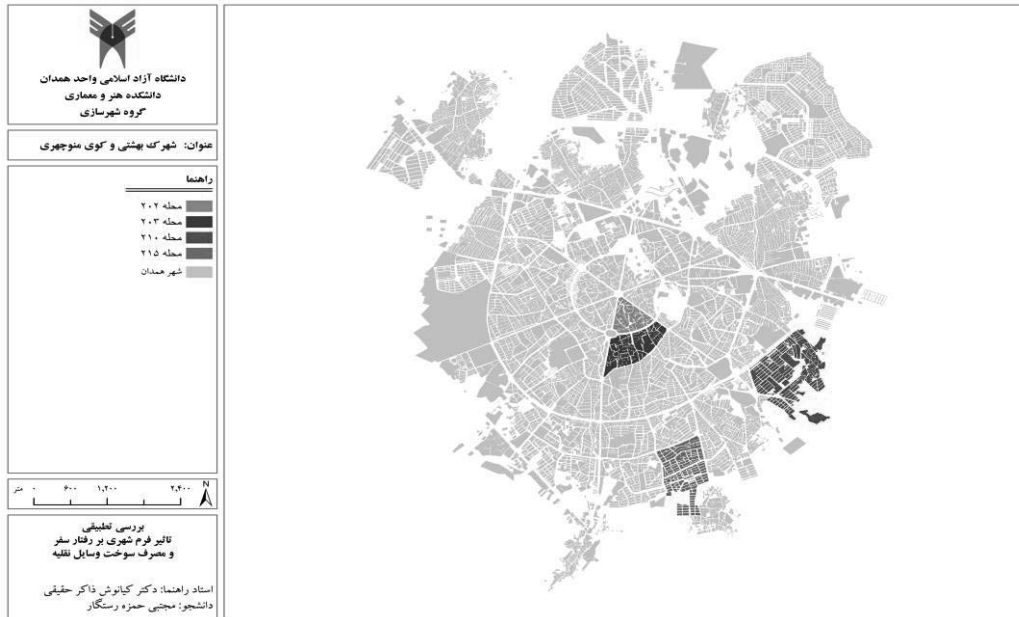 دانشگاه آزاد اسلامی واحد همدان
دانشکده هنر و معماری
گروه شهرسازی
عنوان: شهرک بهشتی و کوی منوچهری
راهنما
محله ۲۰۲
محله ۲۰۳
محله ۲۱۰
محله ۲۱۵
شهر همدان
N
متر ۰ ۶۰۰ ۱,۲۰۰ ۲,۴۰۰
بررسی تطبیقی
تاثیر فرم شهری بر رفتار سفر
و مصرف سوخت وسایل نقلیه
استاد راهنما: دکتر کیانوش ذاکر حقیقی
دانشجو: مجتبی حمزه رستگار